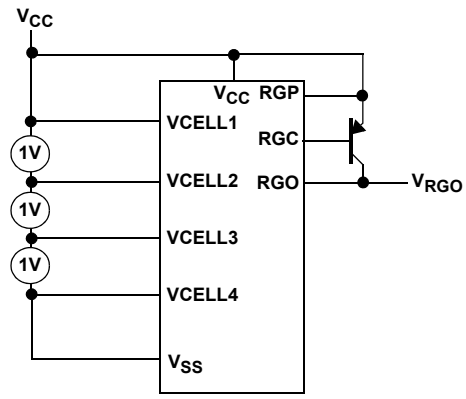 VCC
VCC RGP
VCELL1
1V
RGC
VCELL2
RGO
VRGO
1V
VCELL3
1V
VCELL4
VSS